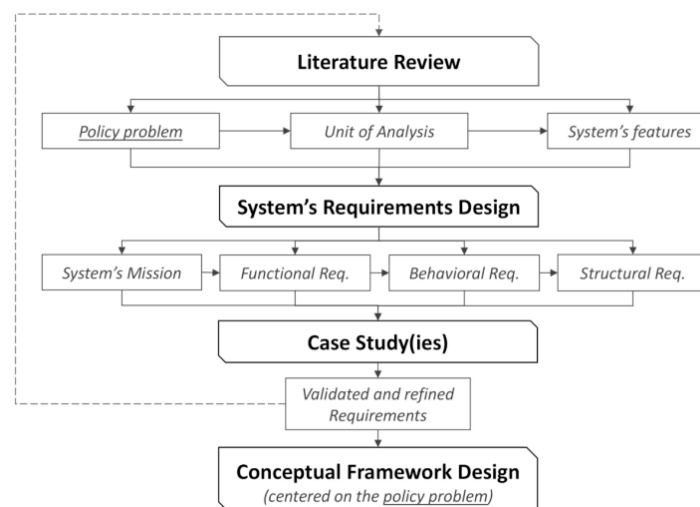 Literature Review
Policy problem
Unit of Analysis
System's features
System's Requirements Design
System's Mission
Functional Req.
Behavioral Req.
Structural Req.
Case Study(ies)
Validated and refined
Requirements
Conceptual Framework Design
(centered on the policy problem)